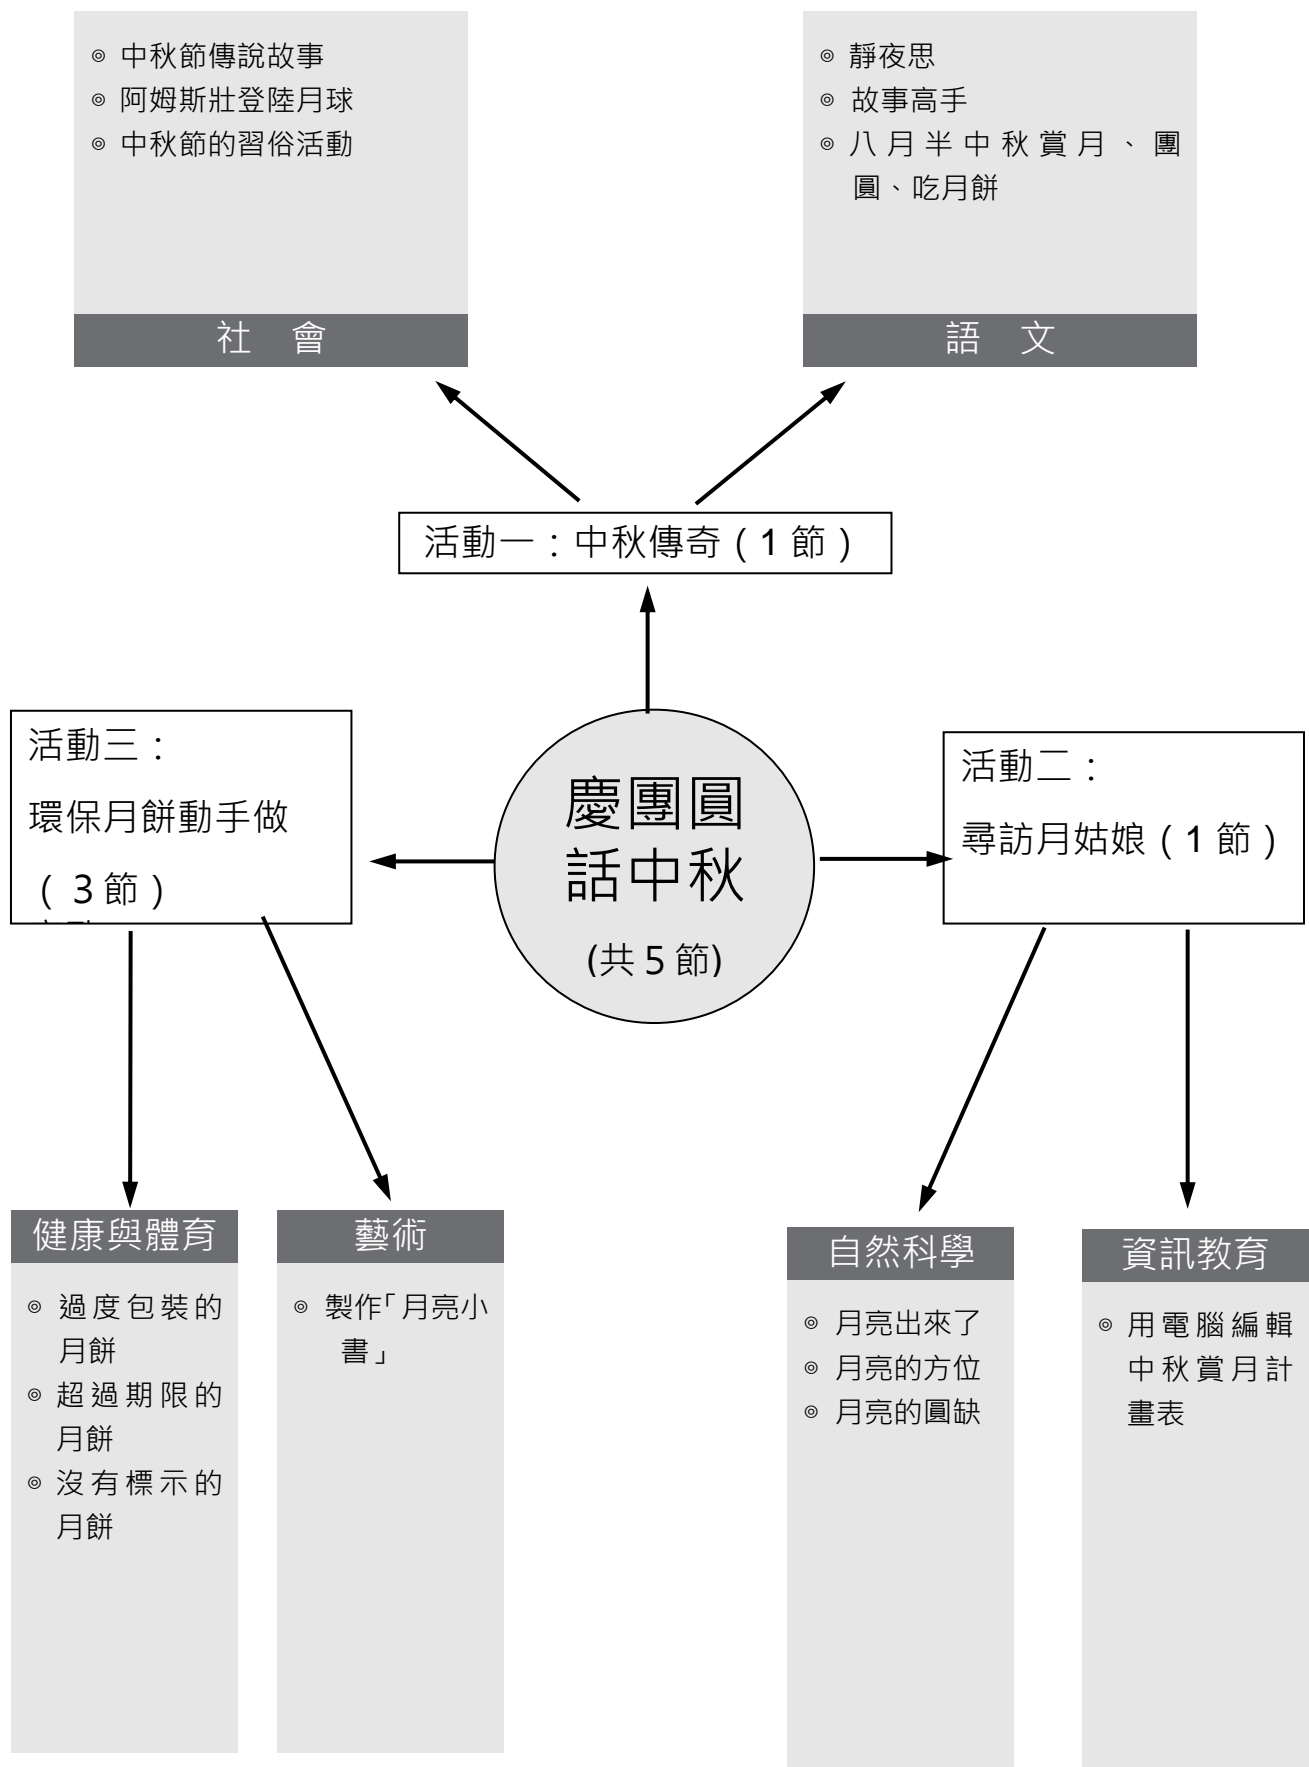 ◎ 中秋節傳說故事
◎ 阿姆斯壯登陸月球
◎ 中秋節的習俗活動
社 會
◎ 靜夜思
◎ 故事高手
◎ 八月半中秋賞月、團
圓、吃月餅
語 文
活動一：中秋傳奇（1 節）
活動三：
環保月餅動手做
（ 3 節）
慶團圓
話中秋
(共 5 節)
活動二：
尋訪月姑娘（1 節）
健康與體育
◎ 過度包裝的
月餅
◎ 超過期限的
月餅
◎ 沒有標示的
月餅
藝術
◎ 製作「月亮小
書」
自然科學
◎ 月亮出來了
◎ 月亮的方位
◎ 月亮的圓缺
資訊教育
◎ 用電腦編輯
中秋賞月計
畫表